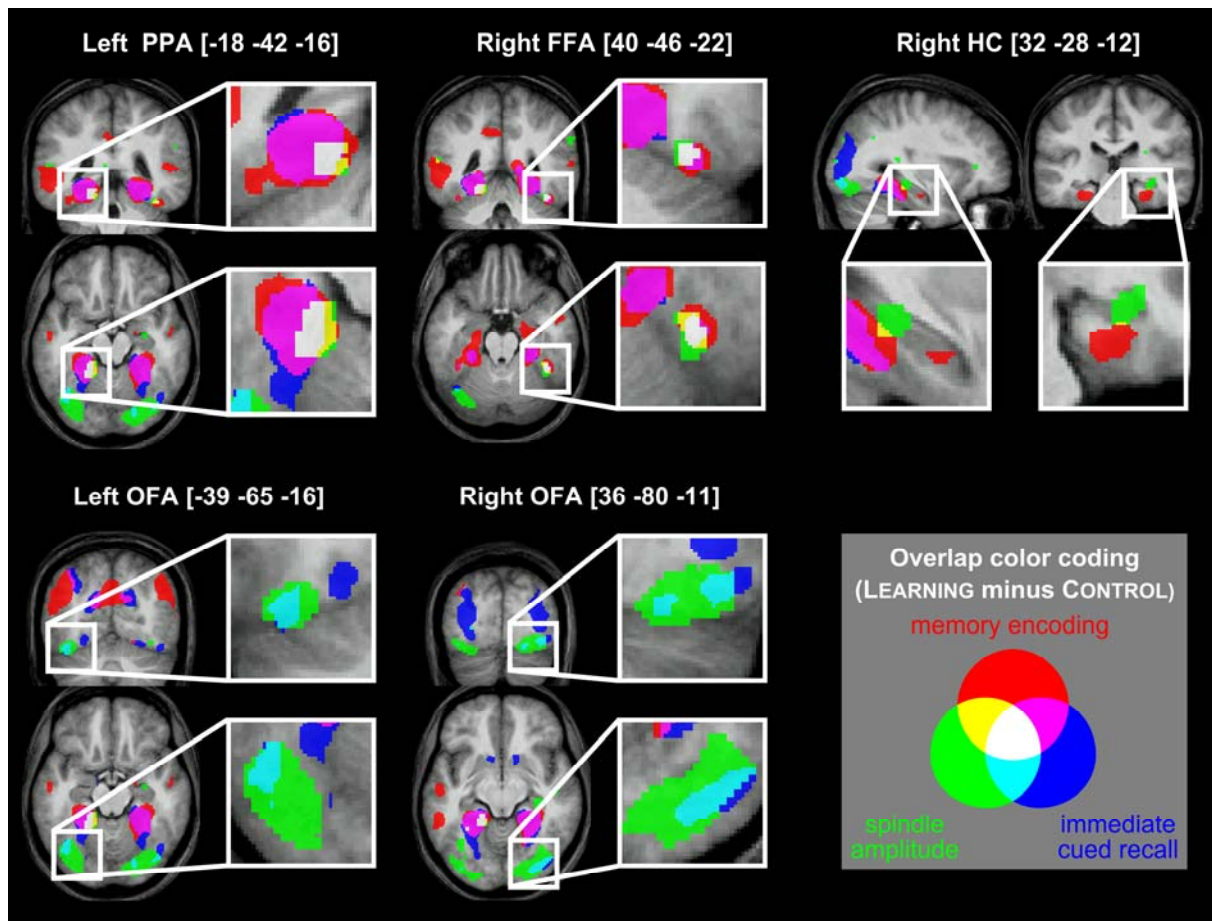 Left PPA [-18 -42 -16]
Right FFA [40 -46 -22]
Right HC [32 -28 -12]
Left OFA [-39 -65 -16]
Right OFA [36 -80 -11]
Overlap color coding
(LEARNING minus CONTROL)
memory encoding
spindle
amplitude
immediate
cued recall